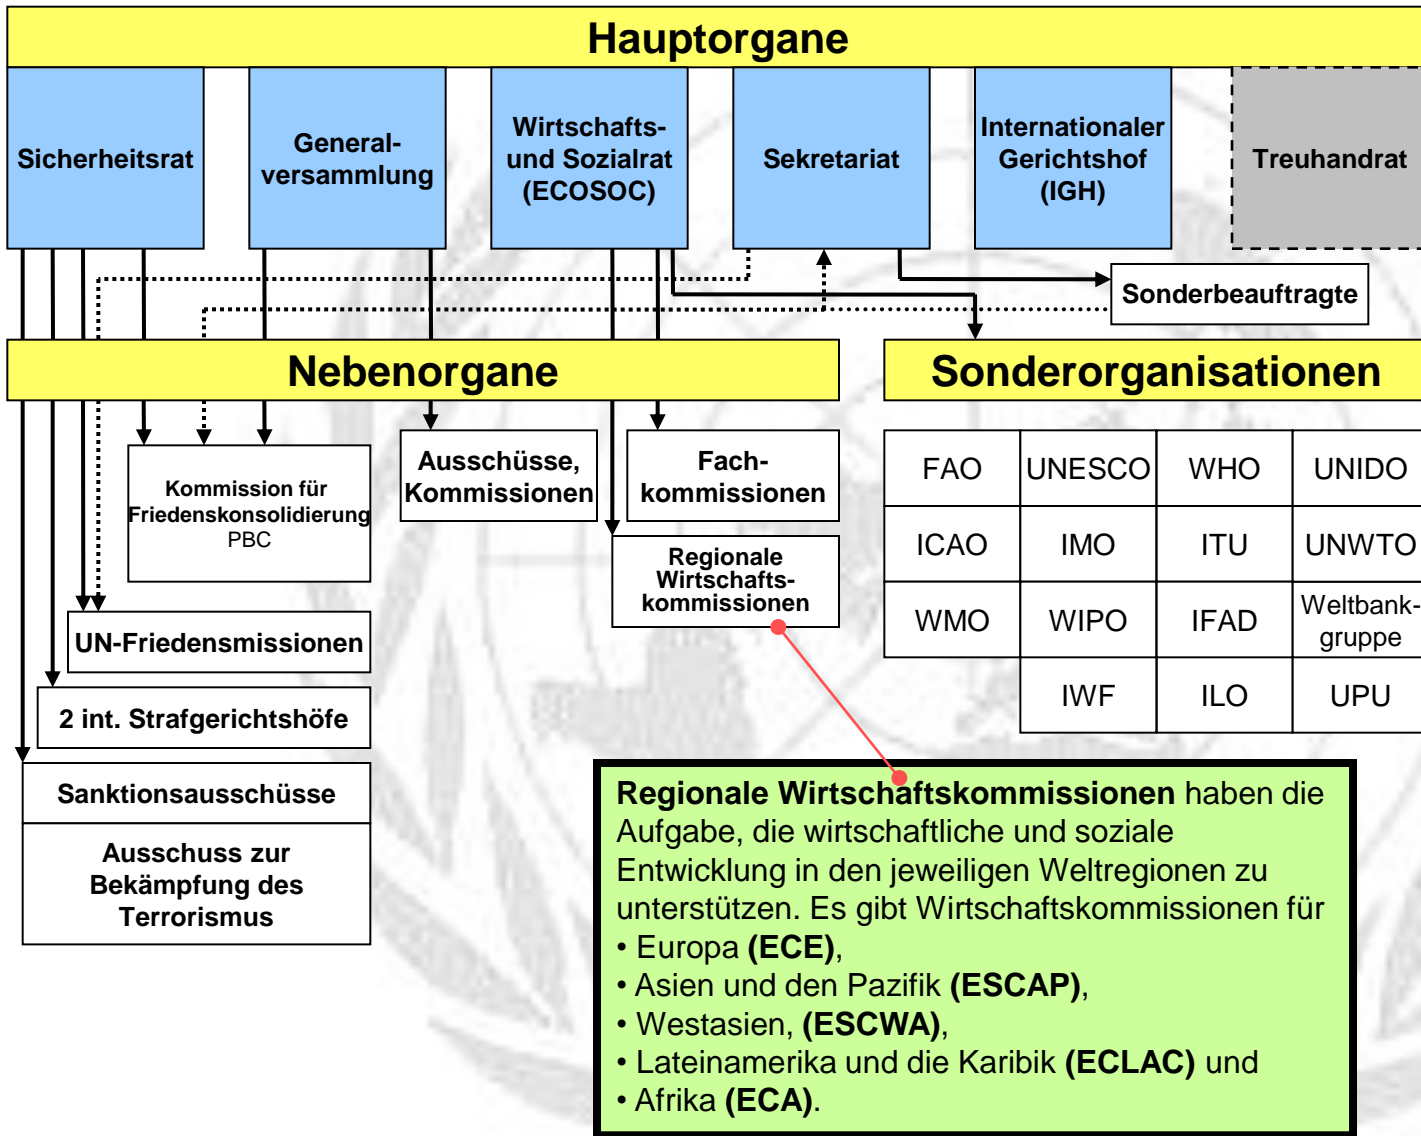 Hauptorgane
Sicherheitsrat
General-
versammlung
Wirtschafts-
und Sozialrat
(ECOSOC)
Sekretariat
Internationaler
Gerichtshof
(IGH)
Treuhandrat
Sonderbeauftragte
Nebenorgane
Sonderorganisationen
Kommission für
Friedenskonsolidierung
PBC
Ausschüsse,
Kommissionen
Fach-
kommissionen
Regionale
Wirtschafts-
kommissionen
UN-Friedensmissionen
2 int. Strafgerichtshöfe
Sanktionsausschüsse
Ausschuss zur
Bekämpfung des
Terrorismus
FAO UNESCO WHO UNIDO
ICAO IMO ITU UNWTO
WMO WIPO IFAD Weltbank-
gruppe
IWF ILO UPU
Regionale Wirtschaftskommissionen haben die
Aufgabe, die wirtschaftliche und soziale
Entwicklung in den jeweiligen Weltregionen zu
unterstützen. Es gibt Wirtschaftskommissionen für
• Europa (ECE),
• Asien und den Pazifik (ESCAP),
• Westasien, (ESCWA),
• Lateinamerika und die Karibik (ECLAC) und
• Afrika (ECA).